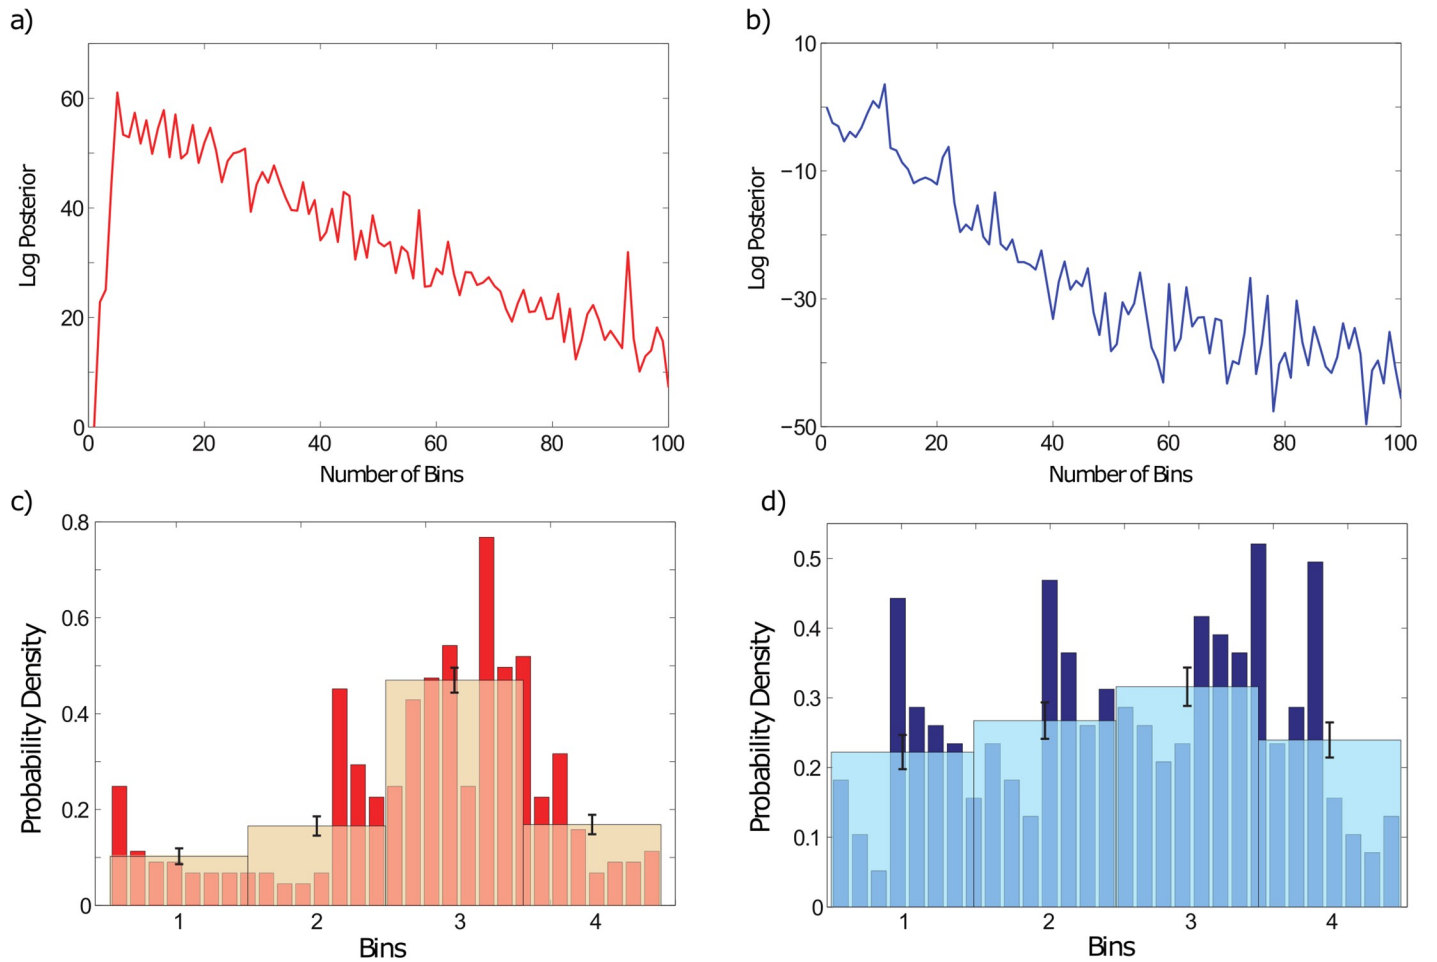 a)
60
40
20
0
0 20 40 60 80 100
Log Posterior
Number of Bins
b)
10
−10
−30
−50
0 20 40 60 80 100
Log Posterior
Number of Bins
c)
0.8
0.6
0.4
0.2
0
1 2 3 4
Probability Density
Bins
d)
0.5
0.4
0.3
0.2
0.1
0
1 2 3 4
Probability Density
Bins